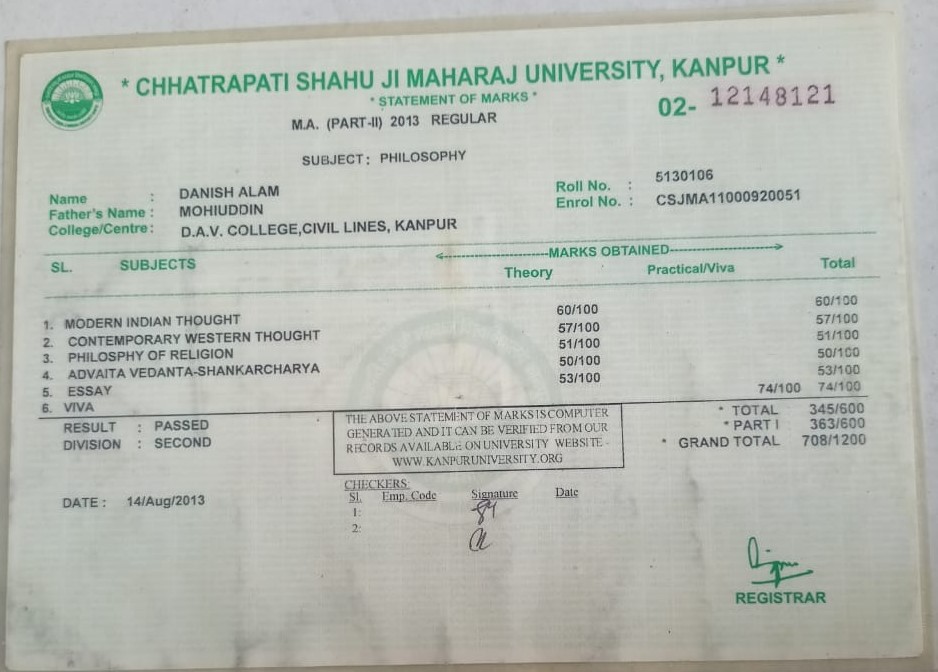 * CHHATRAPATI SHAHU JI MAHARAJ UNIVERSITY, KANPUR *
* STATEMENT OF MARKS *
02- 12148121
M.A. (PART-II) 2013 REGULAR
SUBJECT: PHILOSOPHY
Name : DANISH ALAM
Roll No. : 5130106
Father's Name : MOHIUDDIN
Enrol No. : CSJMA11000920051
College/Centre: D.A.V. COLLEGE,CIVIL LINES, KANPUR
SL. SUBJECTS <---MARKS OBTAINED--->
Theory Practical/Viva Total
1. MODERN INDIAN THOUGHT 60/100 60/100
2. CONTEMPORARY WESTERN THOUGHT 57/100 57/100
3. PHILOSPHY OF RELIGION 51/100 51/100
4. ADVAITA VEDANTA-SHANKARCHARYA 50/100 50/100
5. ESSAY 53/100 53/100
6. VIVA 74/100 74/100
RESULT : PASSED
DIVISION : SECOND
THE ABOVE STATEMENT OF MARKS IS COMPUTER
GENERATED AND IT CAN BE VERIFIED FROM OUR
RECORDS AVAILABLE ON UNIVERSITY WEBSITE -
WWW.KANPURUNIVERSITY.ORG
* TOTAL 345/600
* PART I 363/600
* GRAND TOTAL 708/1200
CHECKERS:
Sl. Emp. Code Signature Date
1:
2:
DATE : 14/Aug/2013
REGISTRAR